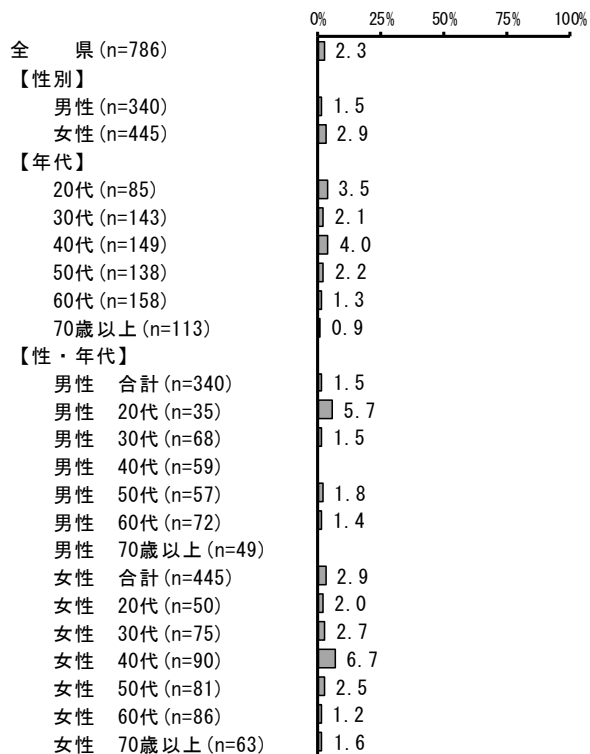 0% 25% 50% 75% 100%
全　　県(n=786) 2.3
【性別】
男性(n=340) 1.5
女性(n=445) 2.9
【年代】
20代(n=85) 3.5
30代(n=143) 2.1
40代(n=149) 4.0
50代(n=138) 2.2
60代(n=158) 1.3
70歳以上(n=113) 0.9
【性・年代】
男性　合計(n=340) 1.5
男性　20代(n=35) 5.7
男性　30代(n=68) 1.5
男性　40代(n=59)
男性　50代(n=57) 1.8
男性　60代(n=72) 1.4
男性　70歳以上(n=49)
女性　合計(n=445) 2.9
女性　20代(n=50) 2.0
女性　30代(n=75) 2.7
女性　40代(n=90) 6.7
女性　50代(n=81) 2.5
女性　60代(n=86) 1.2
女性　70歳以上(n=63) 1.6